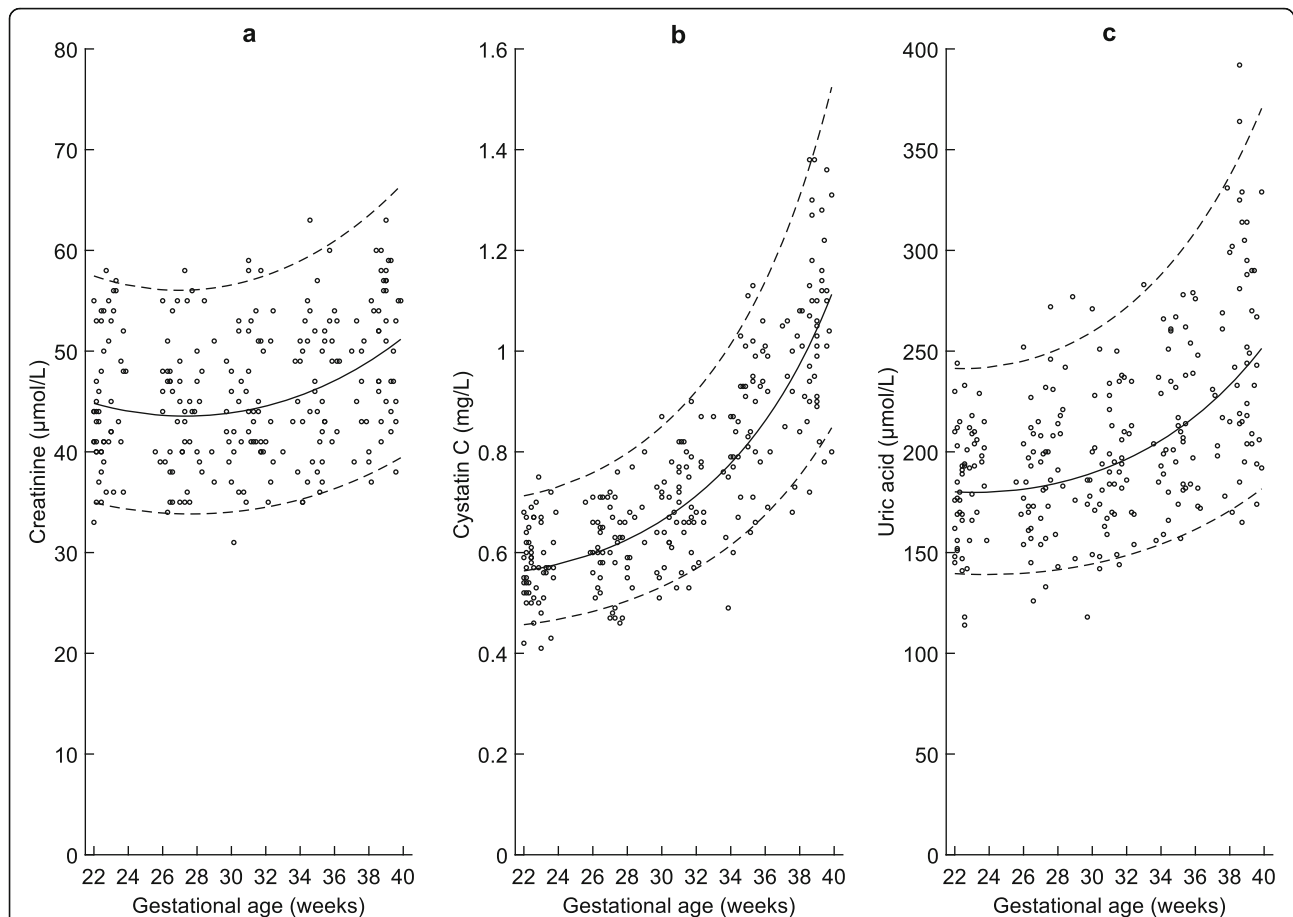 a
80
70
60
50
40
30
20
10
0
Creatinine (μmol/L)
22 24 26 28 30 32 34 36 38 40
Gestational age (weeks)
b
1.6
1.4
1.2
1
0.8
0.6
0.4
0.2
0
Cystatin C (mg/L)
22 24 26 28 30 32 34 36 38 40
Gestational age (weeks)
c
400
350
300
250
200
150
100
50
0
Uric acid (μmol/L)
22 24 26 28 30 32 34 36 38 40
Gestational age (weeks)